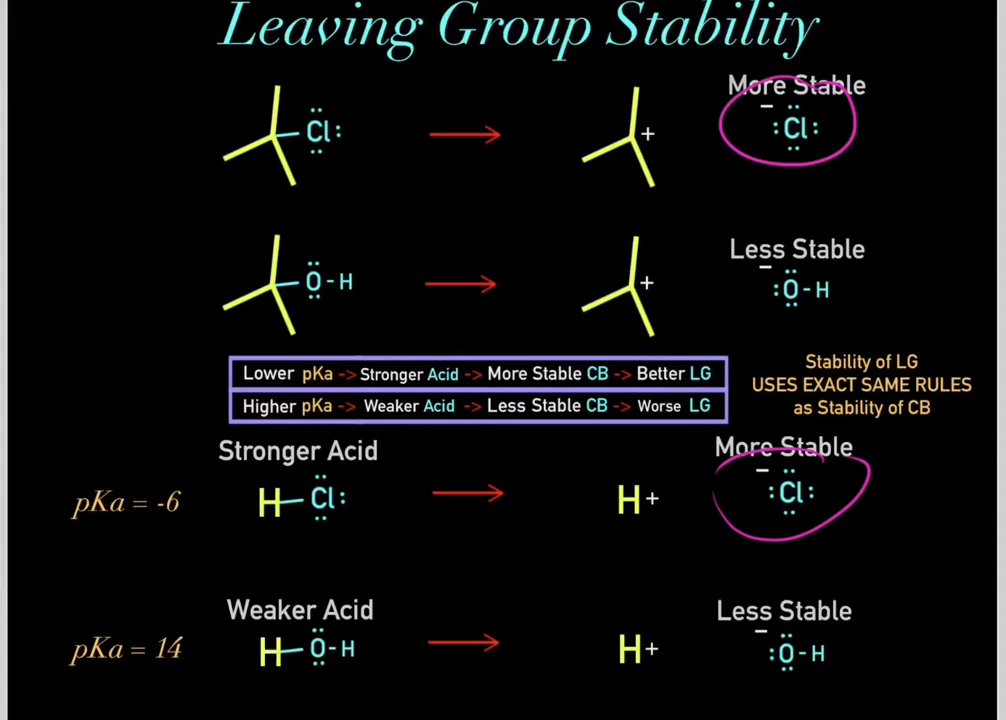 Leaving Group Stability
More Stable
Cl
+
Cl
Less Stable
O-H
+
O-H
Lower pKa -> Stronger Acid -> More Stable CB -> Better LG
Higher pKa -> Weaker Acid -> Less Stable CB -> Worse LG
Stability of LG
USES EXACT SAME RULES
as Stability of CB
Stronger Acid
More Stable
pKa = -6
H-Cl
H+
Cl
Weaker Acid
Less Stable
pKa = 14
H-O-H
H+
O-H